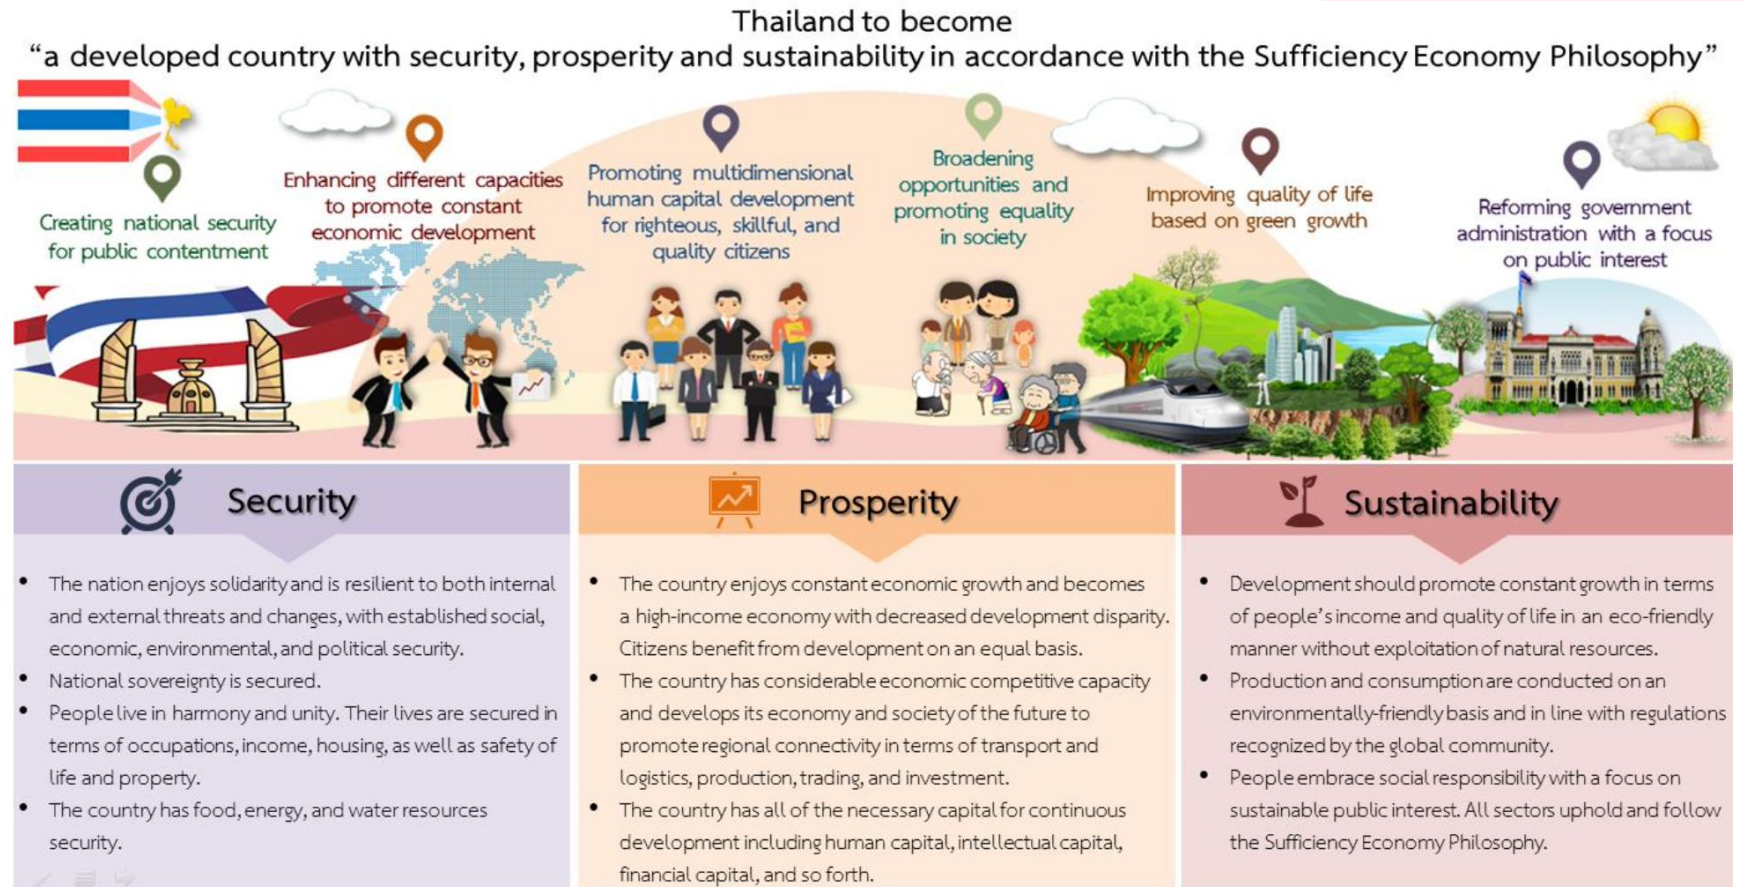 Thailand to become
“a developed country with security, prosperity and sustainability in accordance with the Sufficiency Economy Philosophy”
Creating national security
for public contentment
Enhancing different capacities
to promote constant
economic development
Promoting multidimensional
human capital development
for righteous, skillful, and
quality citizens
Broadening
opportunities and
promoting equality
in society
Improving quality of life
based on green growth
Reforming government
administration with a focus
on public interest
Security
• The nation enjoys solidarity and is resilient to both internal
and external threats and changes, with established social,
economic, environmental, and political security.
• National sovereignty is secured.
• People live in harmony and unity. Their lives are secured in
terms of occupations, income, housing, as well as safety of
life and property.
• The country has food, energy, and water resources
security.
Prosperity
• The country enjoys constant economic growth and becomes
a high-income economy with decreased development disparity.
Citizens benefit from development on an equal basis.
• The country has considerable economic competitive capacity
and develops its economy and society of the future to
promote regional connectivity in terms of transport and
logistics, production, trading, and investment.
• The country has all of the necessary capital for continuous
development including human capital, intellectual capital,
financial capital, and so forth.
Sustainability
• Development should promote constant growth in terms
of people’s income and quality of life in an eco-friendly
manner without exploitation of natural resources.
• Production and consumption are conducted on an
environmentally-friendly basis and in line with regulations
recognized by the global community.
• People embrace social responsibility with a focus on
sustainable public interest. All sectors uphold and follow
the Sufficiency Economy Philosophy.